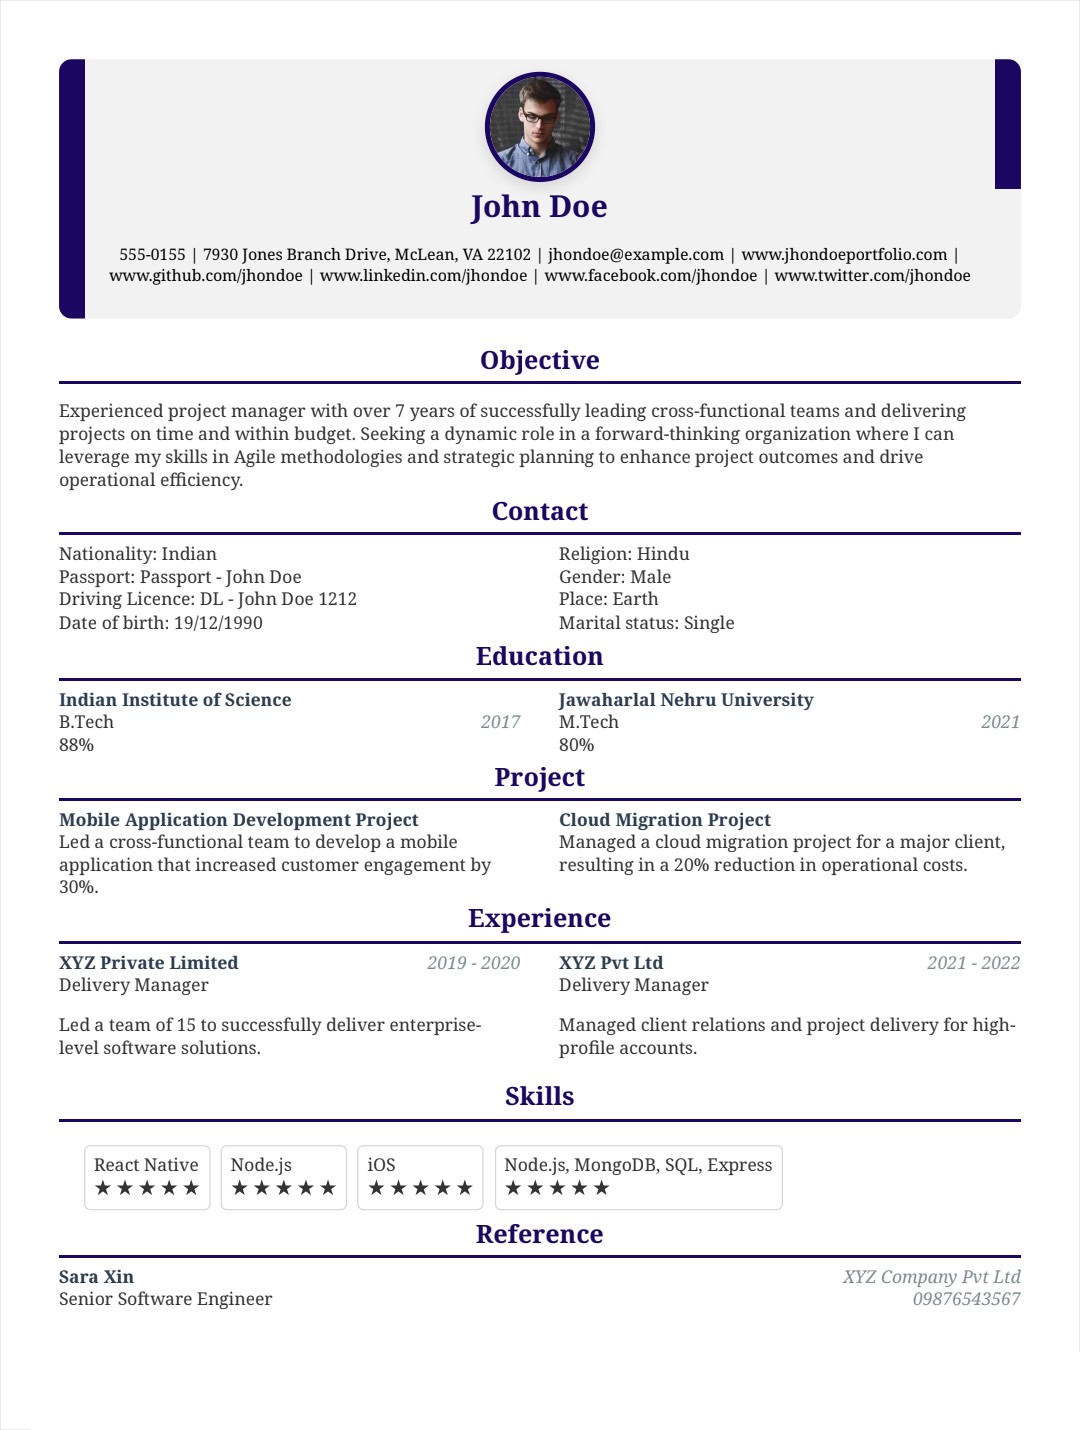 John Doe
555-0155 | 7930 Jones Branch Drive, McLean, VA 22102 | jhondoe@example.com | www.jhondoeportfolio.com |
www.github.com/jhondoe | www.linkedin.com/jhondoe | www.facebook.com/jhondoe | www.twitter.com/jhondoe
Objective
Experienced project manager with over 7 years of successfully leading cross-functional teams and delivering
projects on time and within budget. Seeking a dynamic role in a forward-thinking organization where I can
leverage my skills in Agile methodologies and strategic planning to enhance project outcomes and drive
operational efficiency.
Contact
Nationality: Indian
Passport: Passport - John Doe
Driving Licence: DL - John Doe 1212
Date of birth: 19/12/1990
Religion: Hindu
Gender: Male
Place: Earth
Marital status: Single
Education
Indian Institute of Science
B.Tech 2017
88%
Jawaharlal Nehru University
M.Tech 2021
80%
Project
Mobile Application Development Project
Led a cross-functional team to develop a mobile
application that increased customer engagement by
30%.
Cloud Migration Project
Managed a cloud migration project for a major client,
resulting in a 20% reduction in operational costs.
Experience
XYZ Private Limited 2019 - 2020
Delivery Manager
Led a team of 15 to successfully deliver enterprise-
level software solutions.
XYZ Pvt Ltd 2021 - 2022
Delivery Manager
Managed client relations and project delivery for high-
profile accounts.
Skills
React Native
★★★★★
Node.js
★★★★★
iOS
★★★★★
Node.js, MongoDB, SQL, Express
★★★★★
Reference
Sara Xin XYZ Company Pvt Ltd
Senior Software Engineer 09876543567